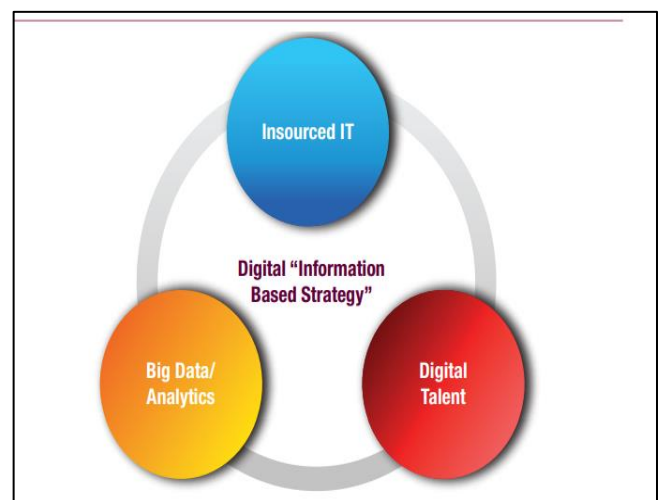 Insourced IT
Digital “Information
Based Strategy”
Big Data/
Analytics
Digital
Talent